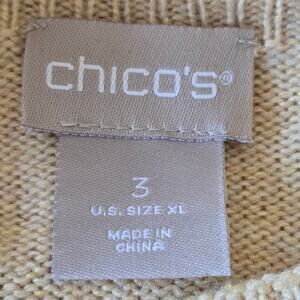 chico's®
3
U.S. SIZE XL
MADE IN
CHINA